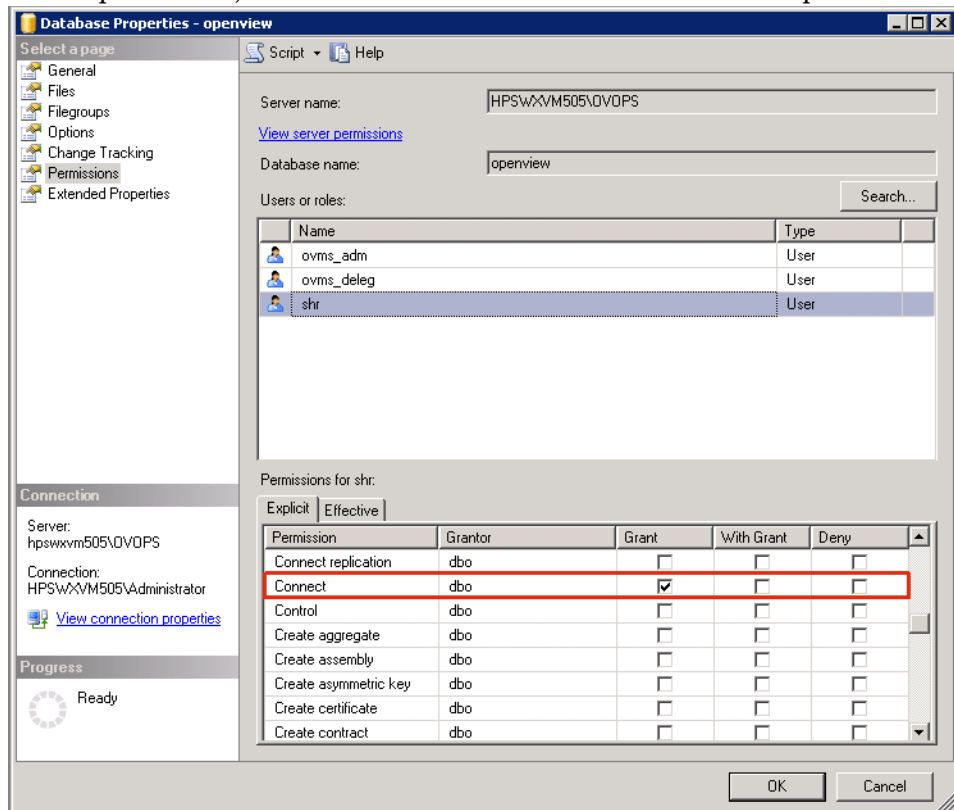 Database Properties - openview
Select a page
General
Files
Filegroups
Options
Change Tracking
Permissions
Extended Properties
Script Help
Server name: HPSWXVM505\OVOPS
View server permissions
Database name: openview
Users or roles: Search...
Name Type
ovms_adm User
ovms_deleg User
shr User
Permissions for shr:
Explicit Effective
Permission Grantor Grant With Grant Deny
Connect replication dbo
Connect dbo
Control dbo
Create aggregate dbo
Create assembly dbo
Create asymmetric key dbo
Create certificate dbo
Create contract dbo
Connection
Server:
hpswxvm505\OVOPS
Connection:
HPSWXVM505\Administrator
View connection properties
Progress
Ready
OK Cancel